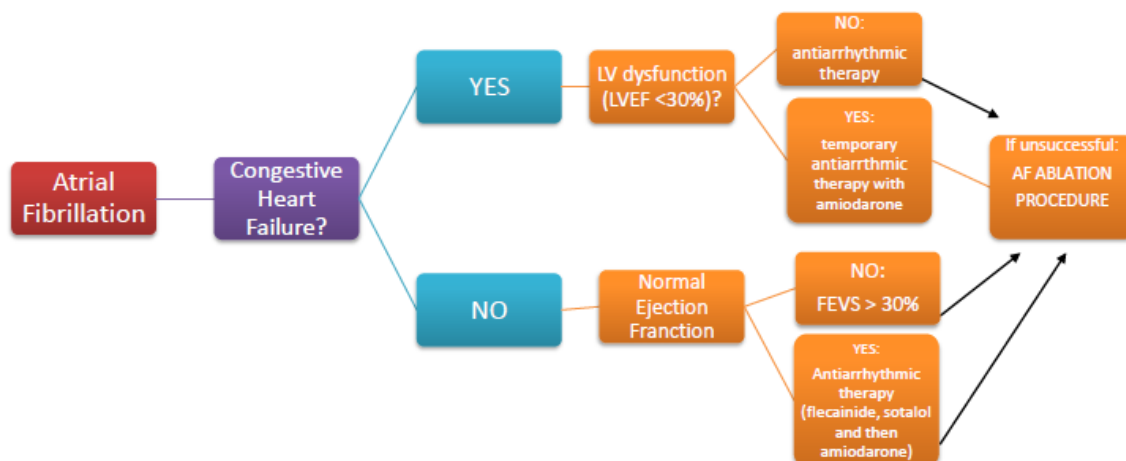 Atrial
Fibrillation
Congestive
Heart
Failure?
YES
LV dysfunction
(LVEF <30%)?
NO:
antiarrhythmic
therapy
YES:
temporary
antiarrthmic
therapy with
amiodarone
If unsuccessful:
AF ABLATION
PROCEDURE
NO
Normal
Ejection
Franction
NO:
FEVS > 30%
YES:
Antiarrhythmic
therapy
(flecainide, sotalol
and then
amiodarone)